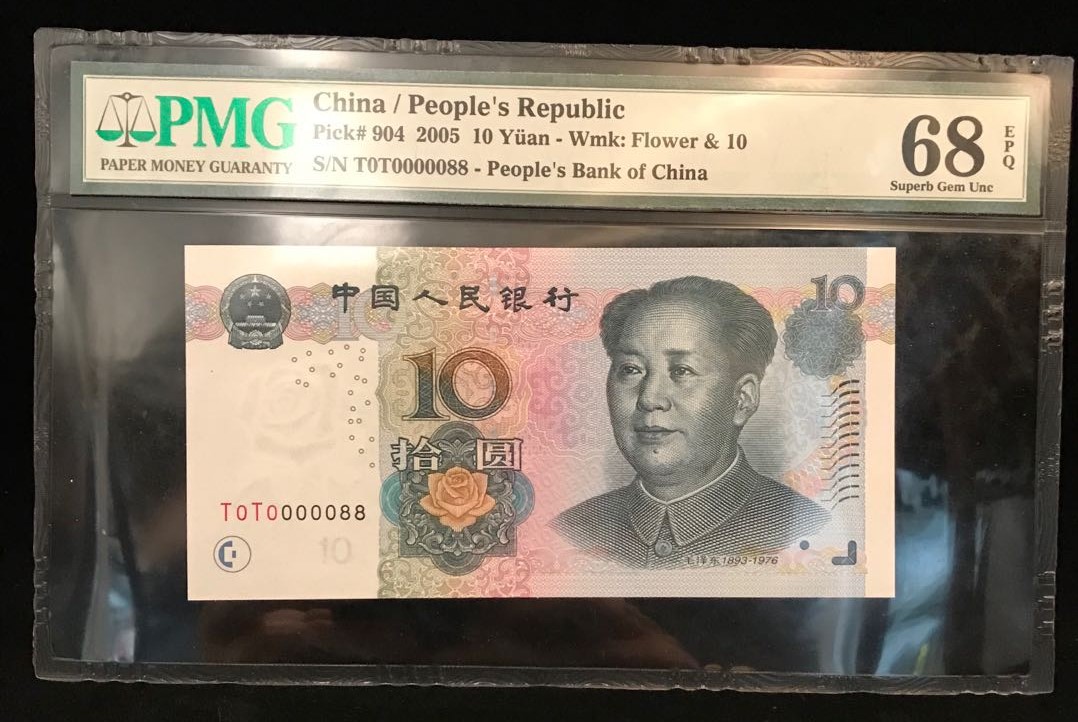 PMG
PAPER MONEY GUARANTY
China / People's Republic
Pick# 904 2005 10 Yüan - Wmk: Flower & 10
S/N T0T0000088 - People's Bank of China
68
EPQ
Superb Gem Unc
中国人民银行
10
10
拾圆
T0T0000088
10
毛泽东1893-1976